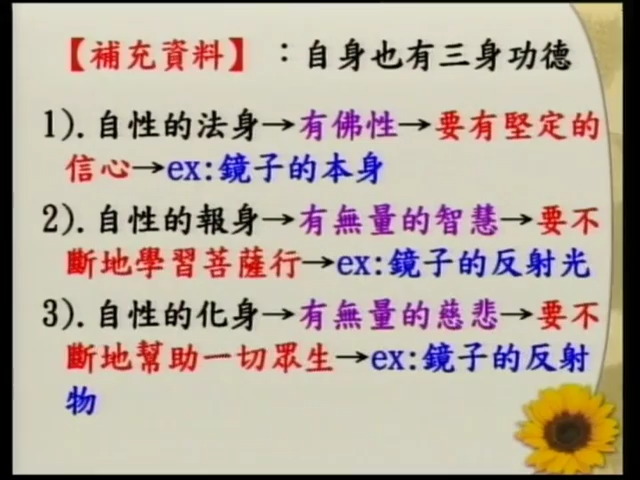 【補充資料】：自身也有三身功德
1).自性的法身→有佛性→要有堅定的
信心→ex:鏡子的本身
2).自性的報身→有無量的智慧→要不
斷地學習菩薩行→ex:鏡子的反射光
3).自性的化身→有無量的慈悲→要不
斷地幫助一切眾生→ex:鏡子的反射
物